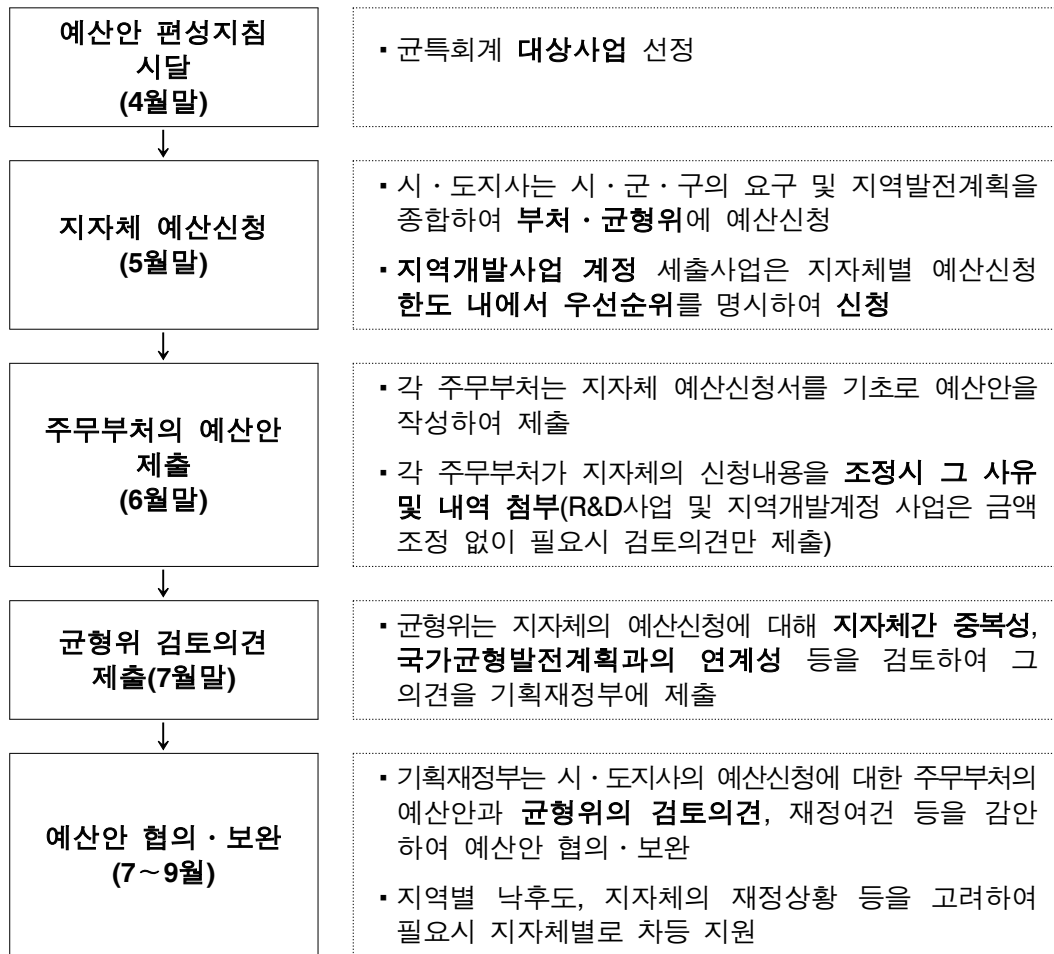 예산안 편성지침
시달
(4월말)
▪ 균특회계 대상사업 선정
지자체 예산신청
(5월말)
▪ 시·도지사는 시·군·구의 요구 및 지역발전계획을
종합하여 부처·균형위에 예산신청
▪ 지역개발사업 계정 세출사업은 지자체별 예산신청
한도 내에서 우선순위를 명시하여 신청
주무부처의 예산안
제출
(6월말)
▪ 각 주무부처는 지자체 예산신청서를 기초로 예산안을
작성하여 제출
▪ 각 주무부처가 지자체의 신청내용을 조정시 그 사유
및 내역 첨부(R&D사업 및 지역개발계정 사업은 금액
조정 없이 필요시 검토의견만 제출)
균형위 검토의견
제출(7월말)
▪ 균형위는 지자체의 예산신청에 대해 지자체간 중복성,
국가균형발전계획과의 연계성 등을 검토하여 그
의견을 기획재정부에 제출
예산안 협의·보완
(7～9월)
▪ 기획재정부는 시·도지사의 예산신청에 대한 주무부처의
예산안과 균형위의 검토의견, 재정여건 등을 감안
하여 예산안 협의·보완
▪ 지역별 낙후도, 지자체의 재정상황 등을 고려하여
필요시 지자체별로 차등 지원